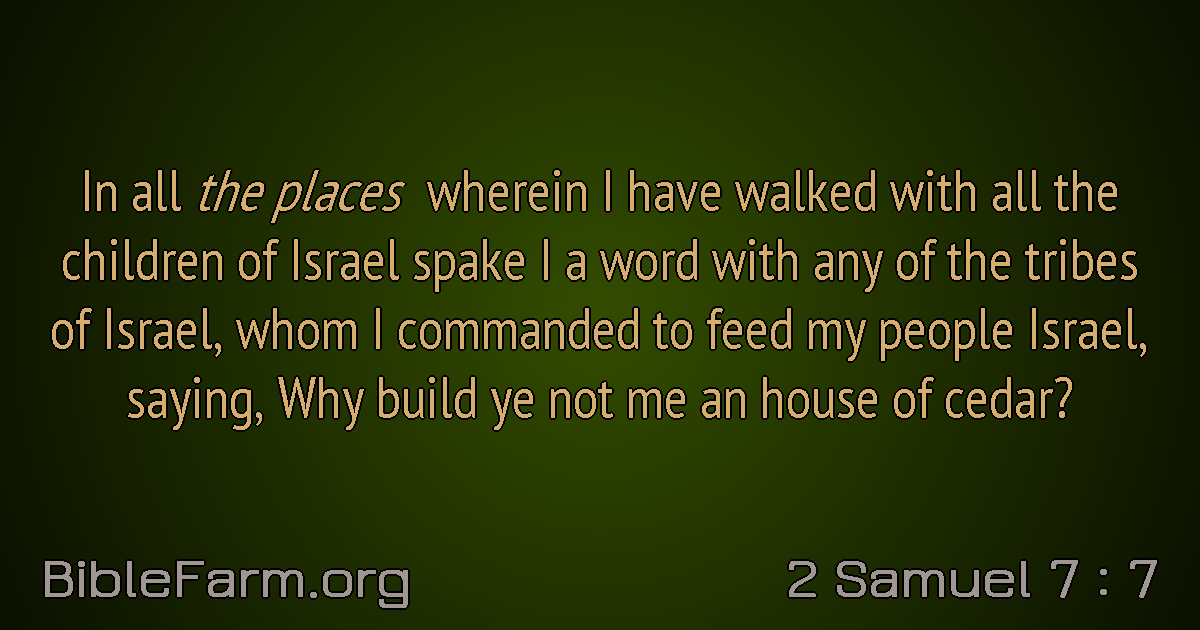 In all the places wherein I have walked with all the
children of Israel spake I a word with any of the tribes
of Israel, whom I commanded to feed my people Israel,
saying, Why build ye not me an house of cedar?
BibleFarm.org
2 Samuel 7 : 7